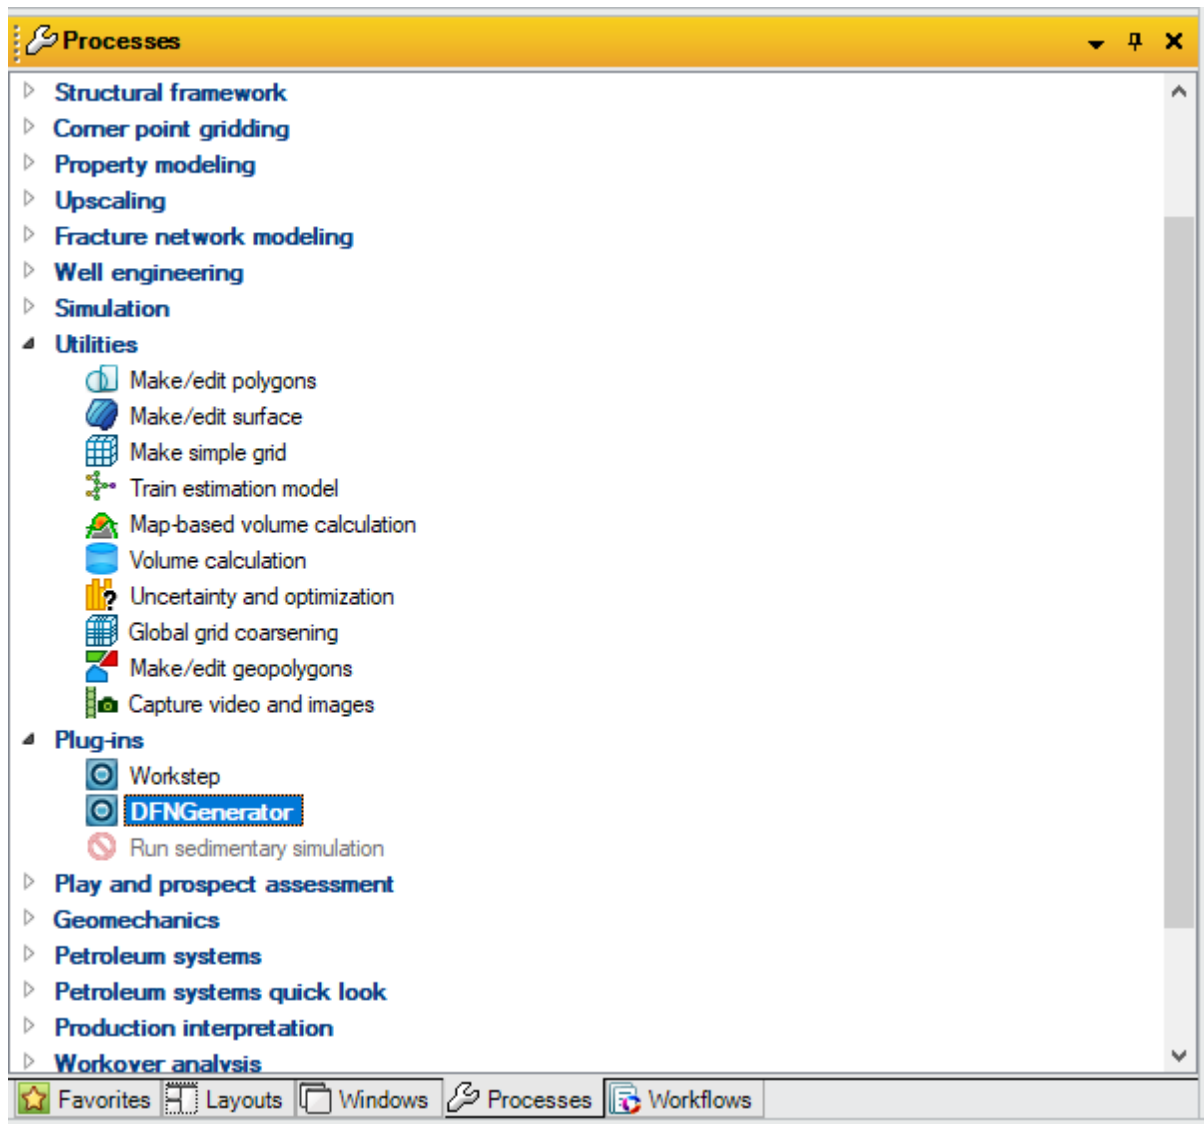 Processes
Structural framework
Corner point gridding
Property modeling
Upscaling
Fracture network modeling
Well engineering
Simulation
Utilities
Make/edit polygons
Make/edit surface
Make simple grid
Train estimation model
Map-based volume calculation
Volume calculation
Uncertainty and optimization
Global grid coarsening
Make/edit geopolygons
Capture video and images
Plug-ins
Workstep
DFNGenerator
Run sedimentary simulation
Play and prospect assessment
Geomechanics
Petroleum systems
Petroleum systems quick look
Production interpretation
Workover analysis
Favorites Layouts Windows Processes Workflows